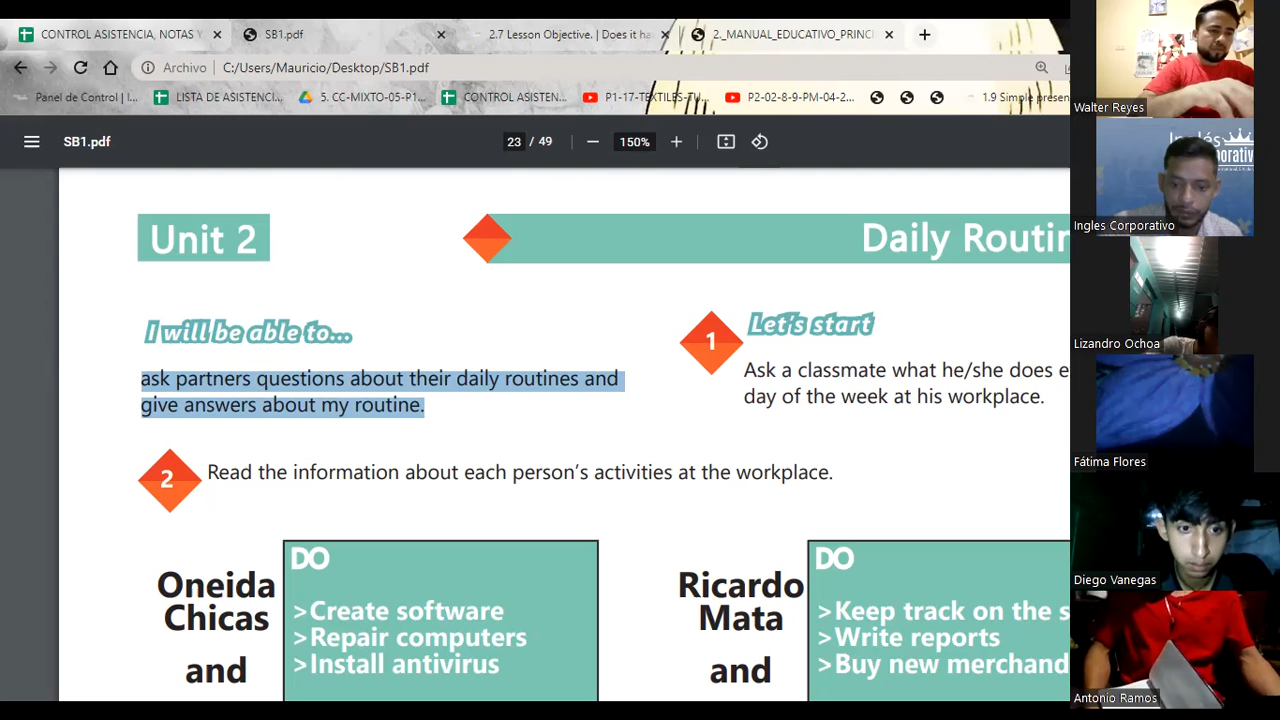 CONTROL ASISTENCIA, NOTAS Y
SB1.pdf
2.7 Lesson Objective. | Does it ha
2._MANUAL_EDUCATIVO_PRINCI
Archivo
C:/Users/Mauricio/Desktop/SB1.pdf
Panel de Control | I...
LISTA DE ASISTENCI...
5. CC-MIXTO-05-P1...
CONTROL ASISTEN...
P1-17-TEXTILES-TU...
P2-02-8-9-PM-04-2...
1.9 Simple presen
SB1.pdf
23 / 49
150%
Unit 2
Daily Routin
I will be able to...
ask partners questions about their daily routines and
give answers about my routine.
1
Let's start
Ask a classmate what he/she does e
day of the week at his workplace.
2
Read the information about each person's activities at the workplace.
Oneida
Chicas
and
DO
>Create software
>Repair computers
>Install antivirus
Ricardo
Mata
and
DO
>Keep track on the s
>Write reports
>Buy new merchand
Walter Reyes
Inglés
orporativo
Ingles Corporativo
Lizandro Ochoa
Fátima Flores
Diego Vanegas
Antonio Ramos